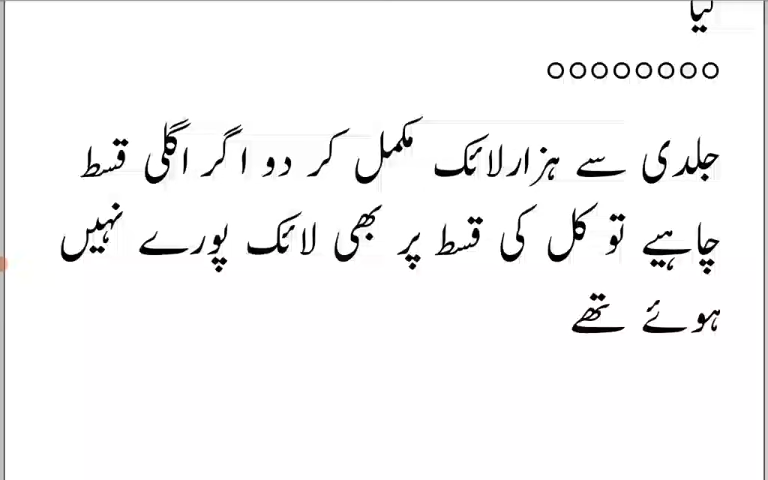 oooooooo
جلدی سے ہزار لائک مکمل کر دو اگر اگلی قسط
چاہیے تو کل کی قسط پر بھی لائک پورے نہیں
ہوئے تھے